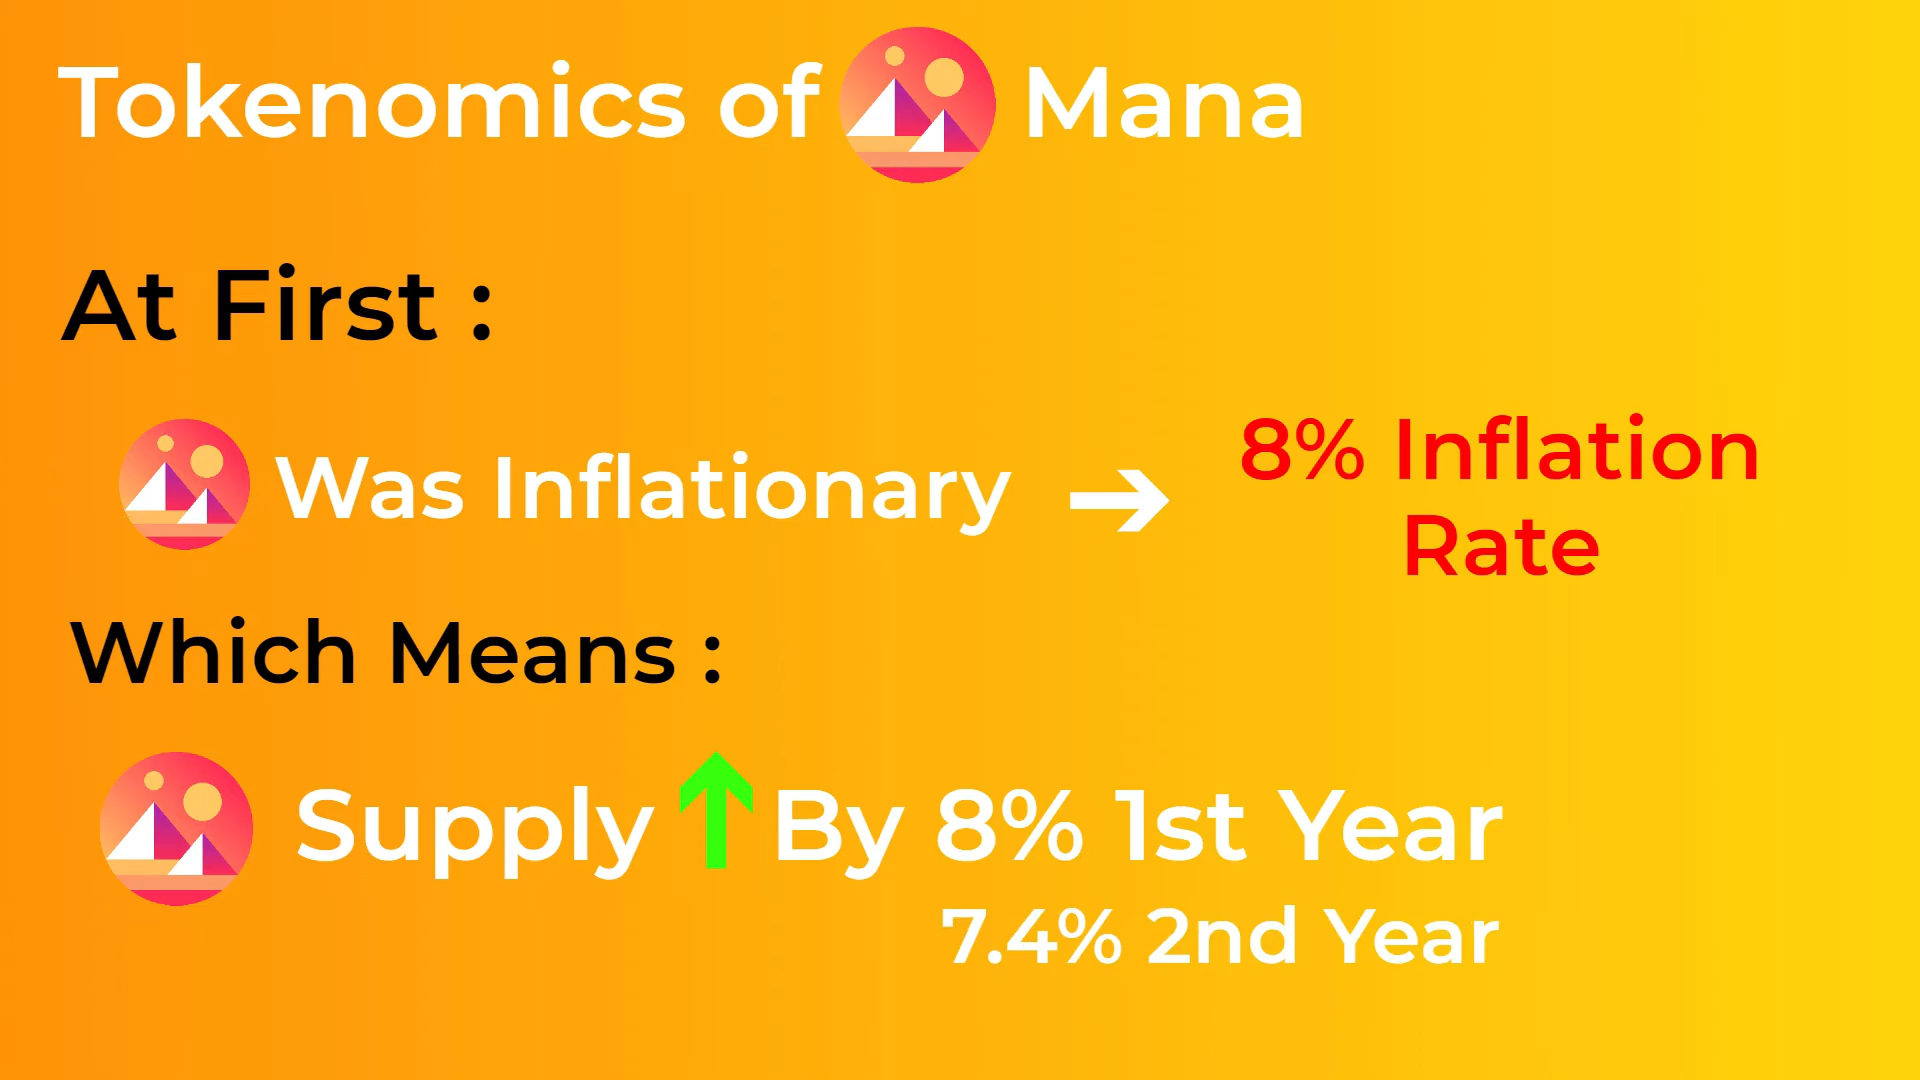 Tokenomics of Mana
At First :
Was Inflationary → 8% Inflation
Rate
Which Means :
Supply ↑ By 8% 1st Year
7.4% 2nd Year